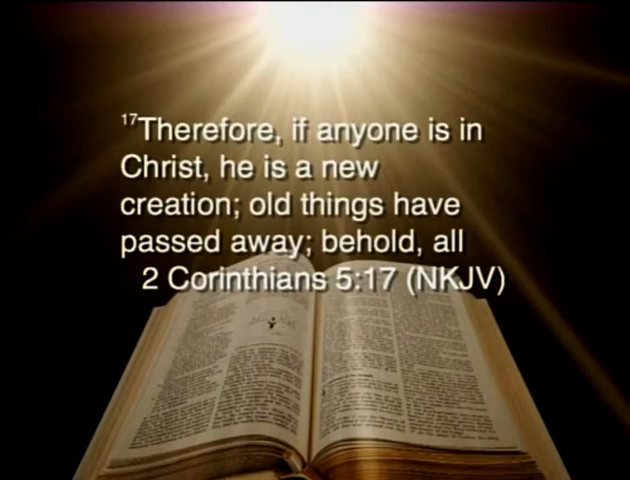 17Therefore, if anyone is in
Christ, he is a new
creation; old things have
passed away; behold, all
2 Corinthians 5:17 (NKJV)